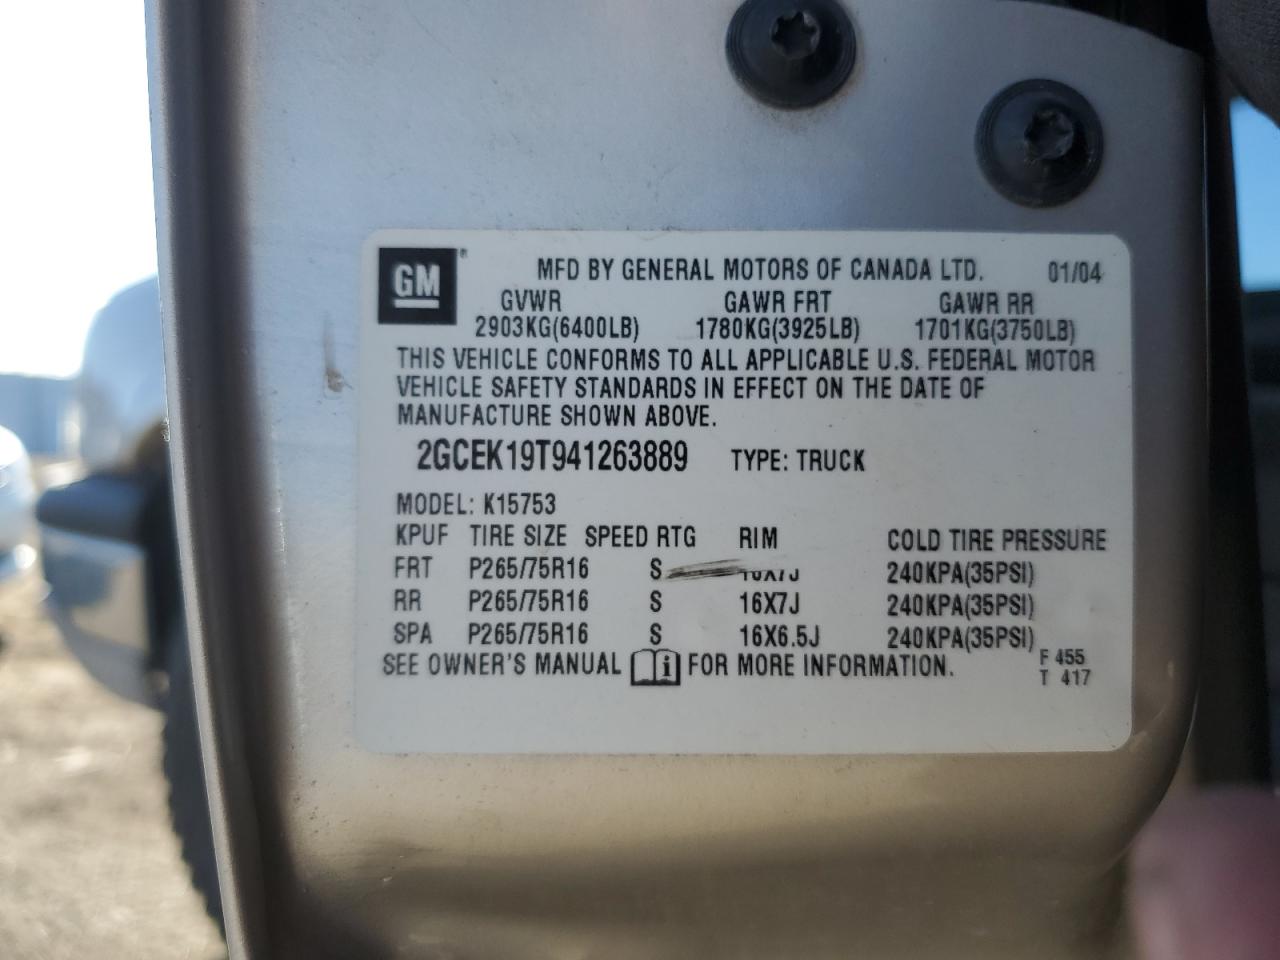 GM ®
MFD BY GENERAL MOTORS OF CANADA LTD. 01/04
GVWR GAWR FRT GAWR RR
2903KG(6400LB) 1780KG(3925LB) 1701KG(3750LB)
THIS VEHICLE CONFORMS TO ALL APPLICABLE U.S. FEDERAL MOTOR
VEHICLE SAFETY STANDARDS IN EFFECT ON THE DATE OF
MANUFACTURE SHOWN ABOVE.
2GCEK19T941263889 TYPE: TRUCK
MODEL: K15753
KPUF TIRE SIZE SPEED RTG RIM COLD TIRE PRESSURE
FRT P265/75R16 S 16X7J 240KPA(35PSI)
RR P265/75R16 S 16X7J 240KPA(35PSI)
SPA P265/75R16 S 16X6.5J 240KPA(35PSI)
SEE OWNER'S MANUAL i FOR MORE INFORMATION. F 455
T 417